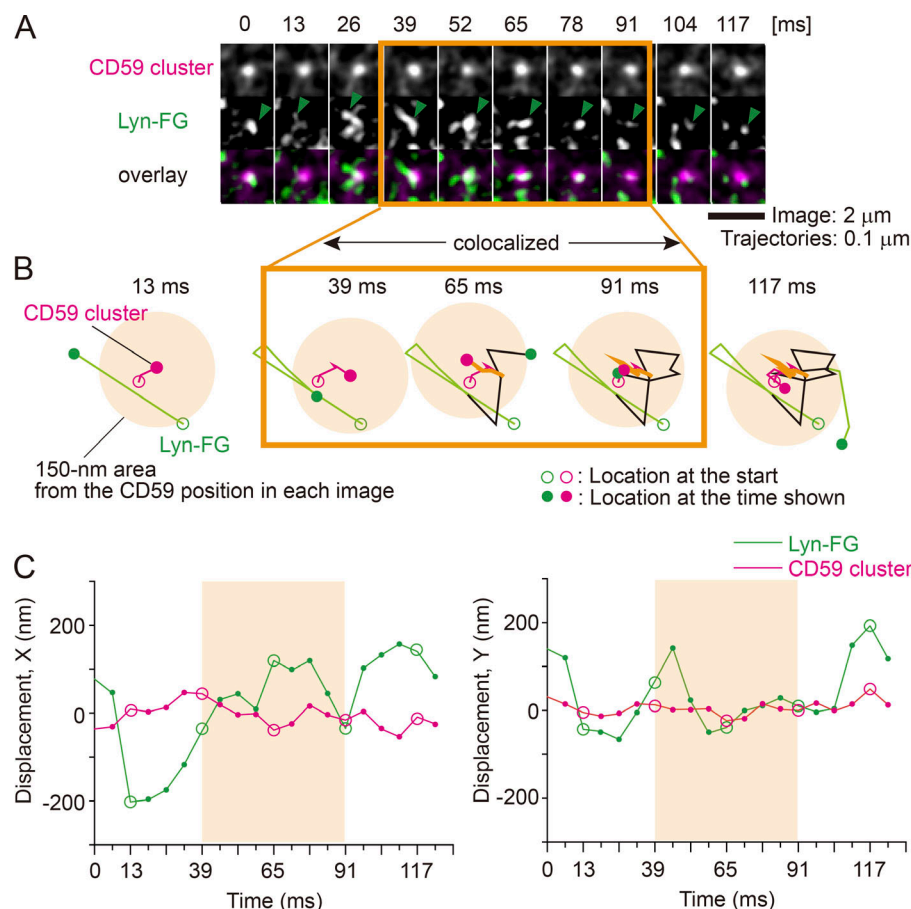 A
0 13 26 39 52 65 78 91 104 117 [ms]
CD59 cluster
Lyn-FG
overlay
Image: 2 μm
Trajectories: 0.1 μm
colocalized
B
13 ms 39 ms 65 ms 91 ms 117 ms
CD59 cluster
Lyn-FG
150-nm area
from the CD59 position in each image
: Location at the start
: Location at the time shown
C
Lyn-FG
CD59 cluster
Displacement, X (nm)
200
0
-200
0 13 39 65 91 117
Time (ms)
Displacement, Y (nm)
200
0
-200
0 13 39 65 91 117
Time (ms)